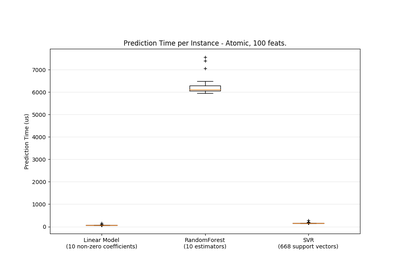 Prediction Time per Instance - Atomic, 100 feats.
Prediction Time (us)
7000
6000
5000
4000
3000
2000
1000
0
Linear Model
(10 non-zero coefficients)
RandomForest
(10 estimators)
SVR
(668 support vectors)